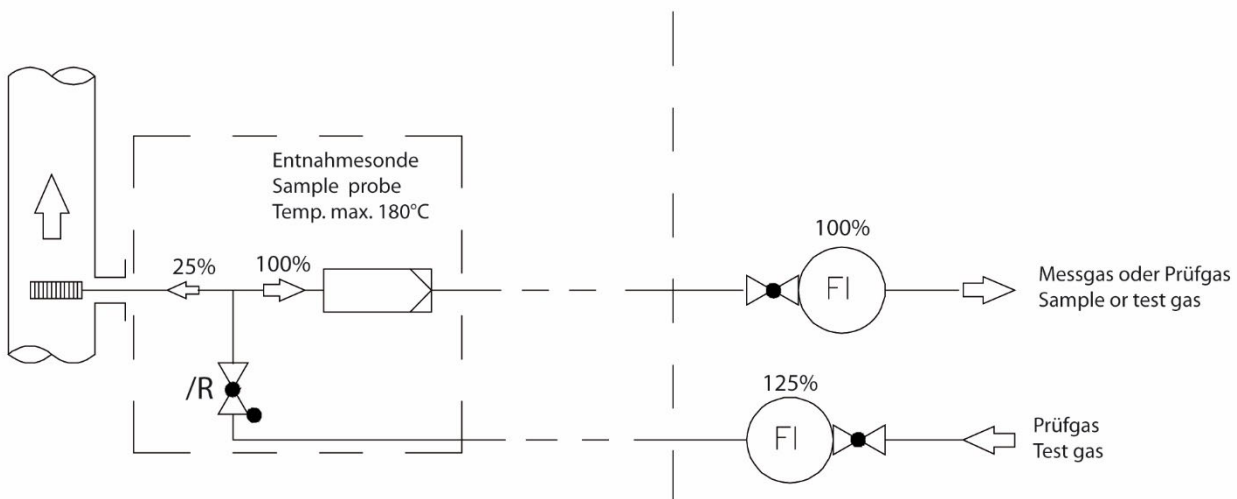 Entnahmesonde
Sample probe
Temp. max. 180°C
25%
100%
100%
FI
Messgas oder Prüfgas
Sample or test gas
/R
125%
FI
Prüfgas
Test gas